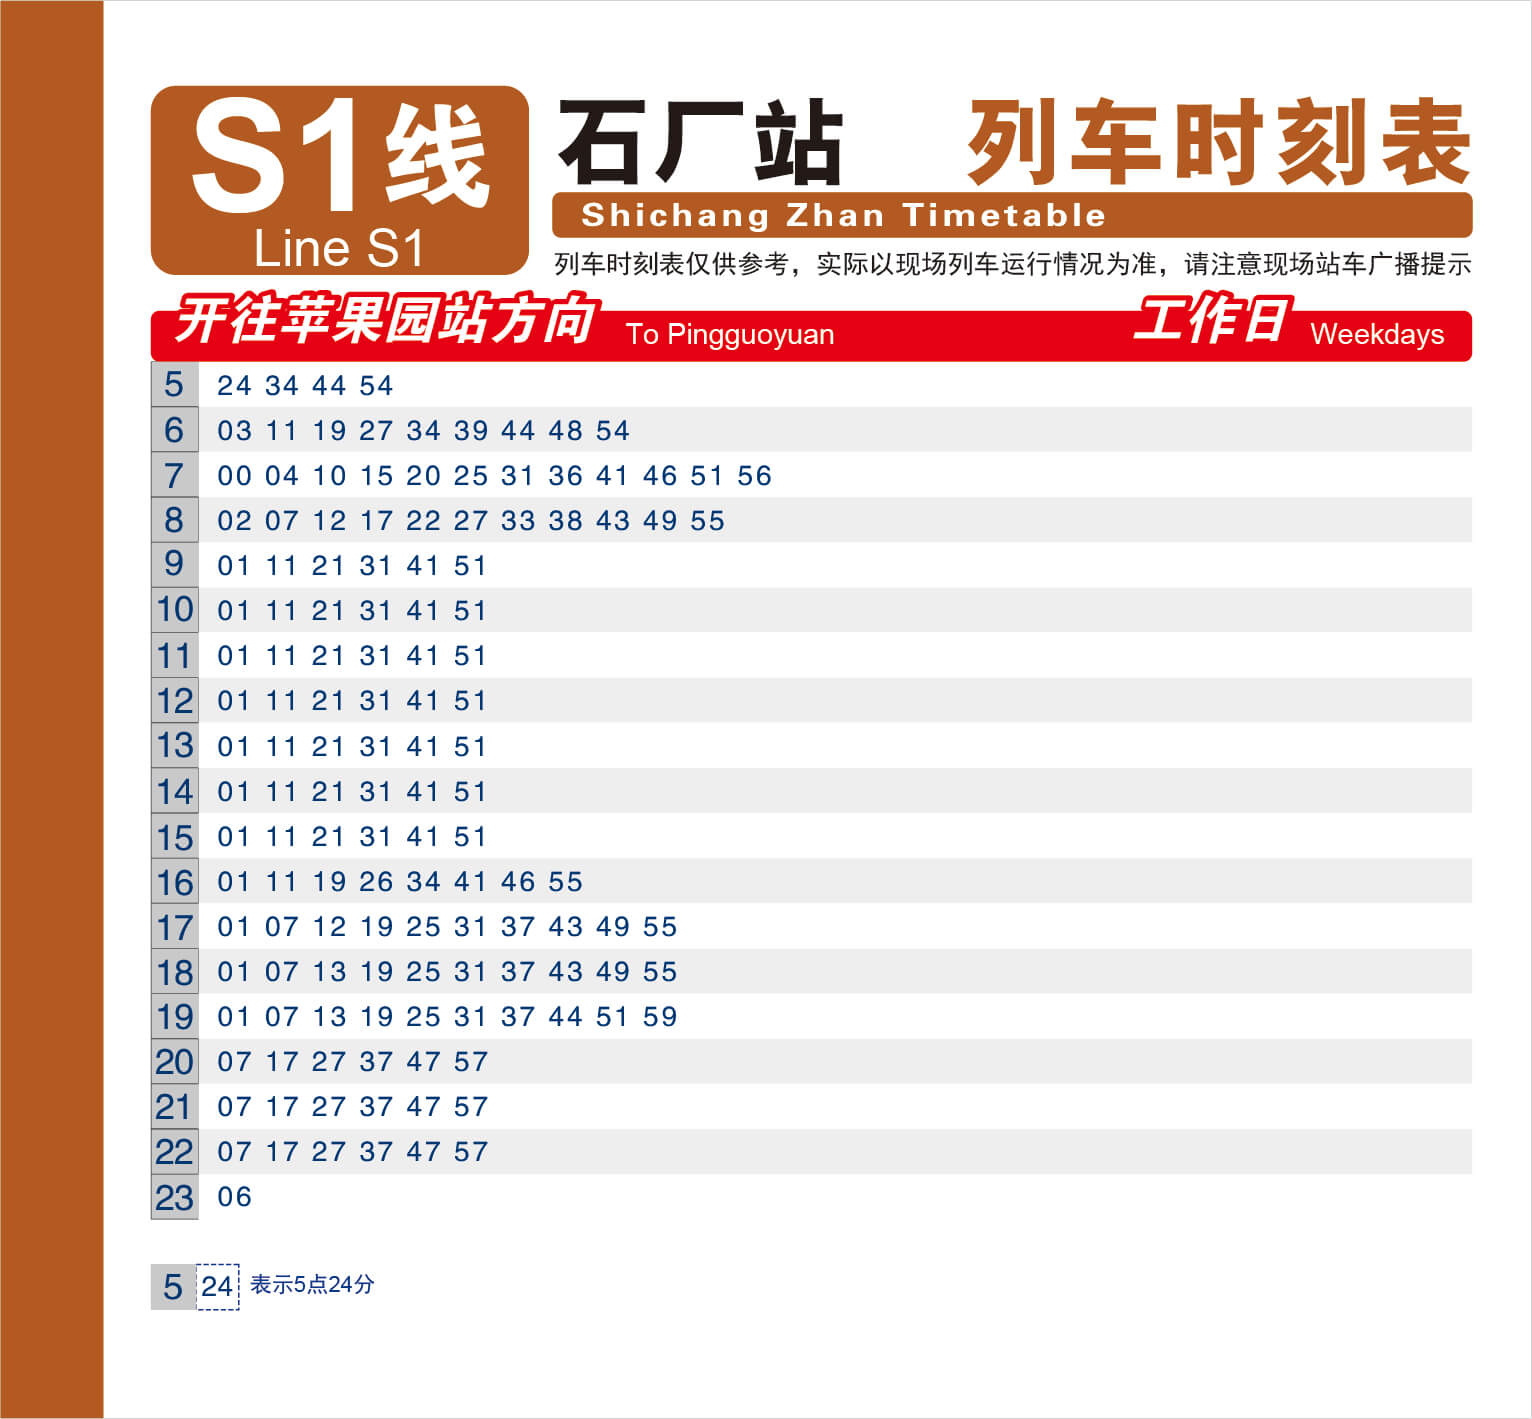 S1线
Line S1
石厂站 列车时刻表
Shichang Zhan Timetable
列车时刻表仅供参考，实际以现场列车运行情况为准，请注意现场站车广播提示
开往苹果园站方向 To Pingguoyuan 工作日 Weekdays
5 24 34 44 54
6 03 11 19 27 34 39 44 48 54
7 00 04 10 15 20 25 31 36 41 46 51 56
8 02 07 12 17 22 27 33 38 43 49 55
9 01 11 21 31 41 51
10 01 11 21 31 41 51
11 01 11 21 31 41 51
12 01 11 21 31 41 51
13 01 11 21 31 41 51
14 01 11 21 31 41 51
15 01 11 21 31 41 51
16 01 11 19 26 34 41 46 55
17 01 07 12 19 25 31 37 43 49 55
18 01 07 13 19 25 31 37 43 49 55
19 01 07 13 19 25 31 37 44 51 59
20 07 17 27 37 47 57
21 07 17 27 37 47 57
22 07 17 27 37 47 57
23 06
5 24 表示5点24分